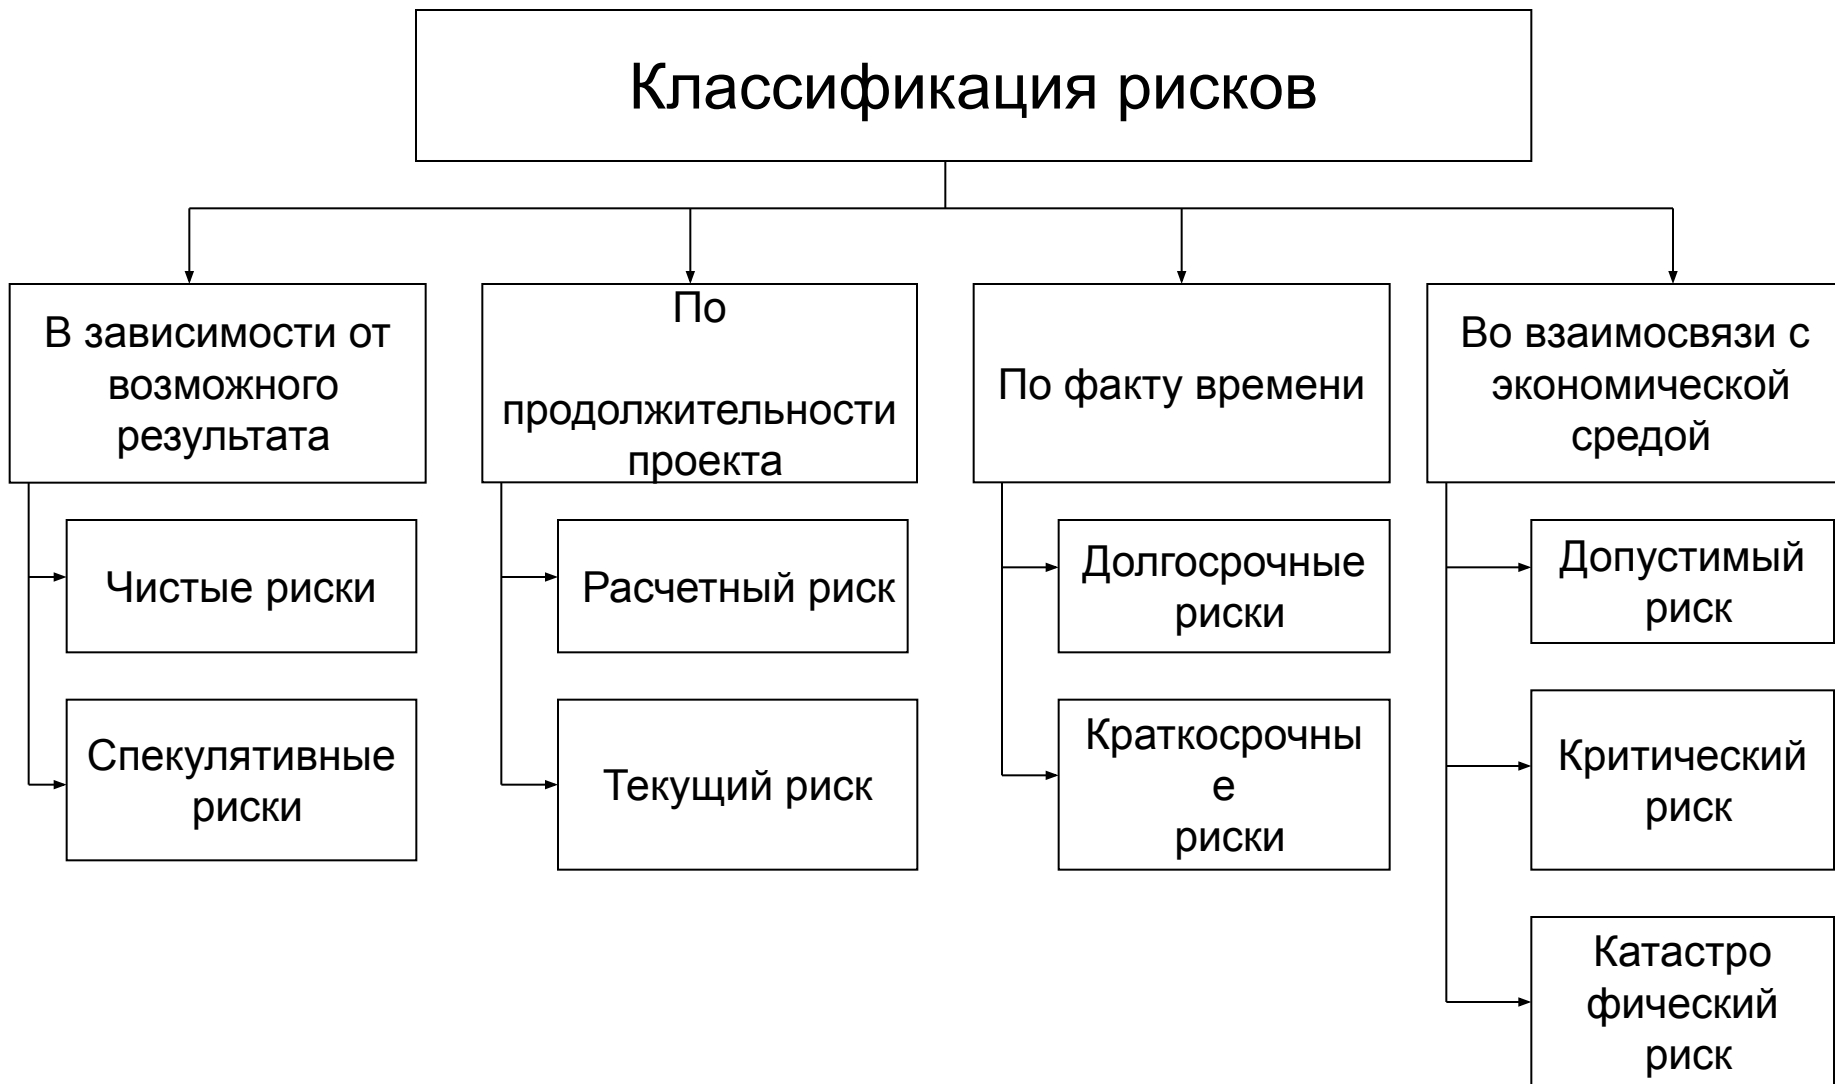 Классификация рисков
В зависимости от
возможного
результата
По
продолжительности
проекта
По факту времени
Во взаимосвязи с
экономической
средой
Чистые риски
Расчетный риск
Долгосрочные
риски
Допустимый
риск
Спекулятивные
риски
Текущий риск
Краткосрочны
е
риски
Критический
риск
Катастро
фический
риск